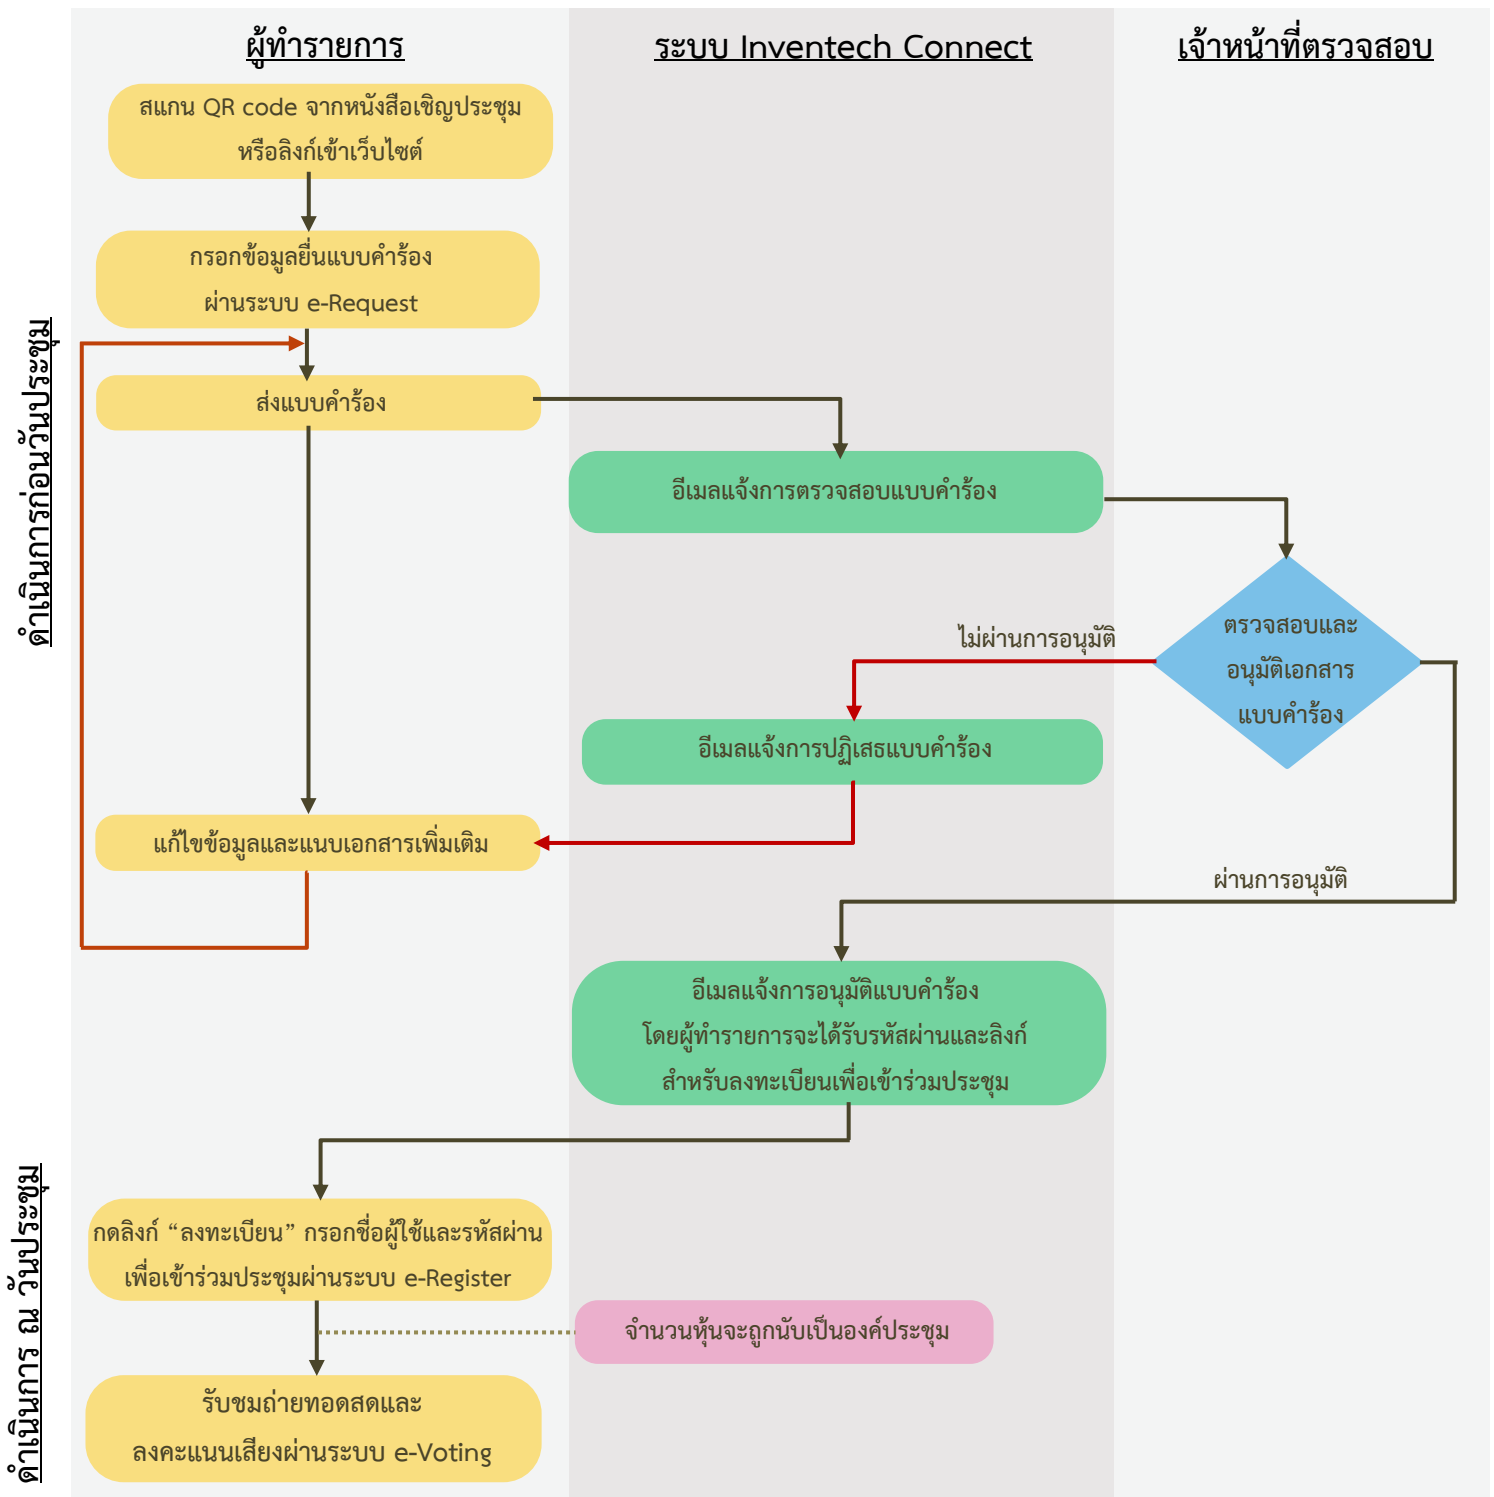 ผู้ทำรายการ
ระบบ Inventech Connect
เจ้าหน้าที่ตรวจสอบ
ดำเนินการก่อนวันประชุม
สแกน QR code จากหนังสือเชิญประชุม
หรือลิงก์เข้าเว็บไซต์
กรอกข้อมูลยื่นแบบคำร้อง
ผ่านระบบ e-Request
ส่งแบบคำร้อง
อีเมลแจ้งการตรวจสอบแบบคำร้อง
ตรวจสอบและ
อนุมัติเอกสาร
แบบคำร้อง
ไม่ผ่านการอนุมัติ
อีเมลแจ้งการปฏิเสธแบบคำร้อง
แก้ไขข้อมูลและแนบเอกสารเพิ่มเติม
ผ่านการอนุมัติ
อีเมลแจ้งการอนุมัติแบบคำร้อง
โดยผู้ทำรายการจะได้รับรหัสผ่านและลิงก์
สำหรับลงทะเบียนเพื่อเข้าร่วมประชุม
ดำเนินการ ณ วันประชุม
กดลิงก์ “ลงทะเบียน” กรอกชื่อผู้ใช้และรหัสผ่าน
เพื่อเข้าร่วมประชุมผ่านระบบ e-Register
จำนวนหุ้นจะถูกนับเป็นองค์ประชุม
รับชมถ่ายทอดสดและ
ลงคะแนนเสียงผ่านระบบ e-Voting